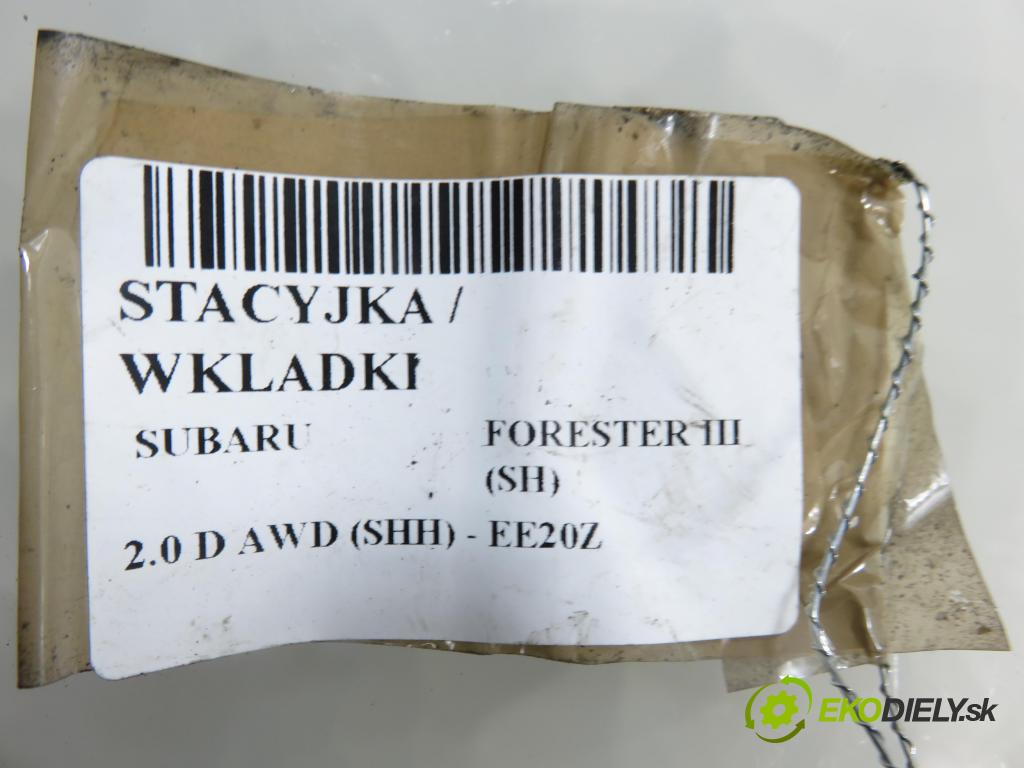 STACYJKA /
WKLADKI
SUBARU FORESTER III
(SH)
2.0 D AWD (SHH) - EE20Z
EKODIELY.sk